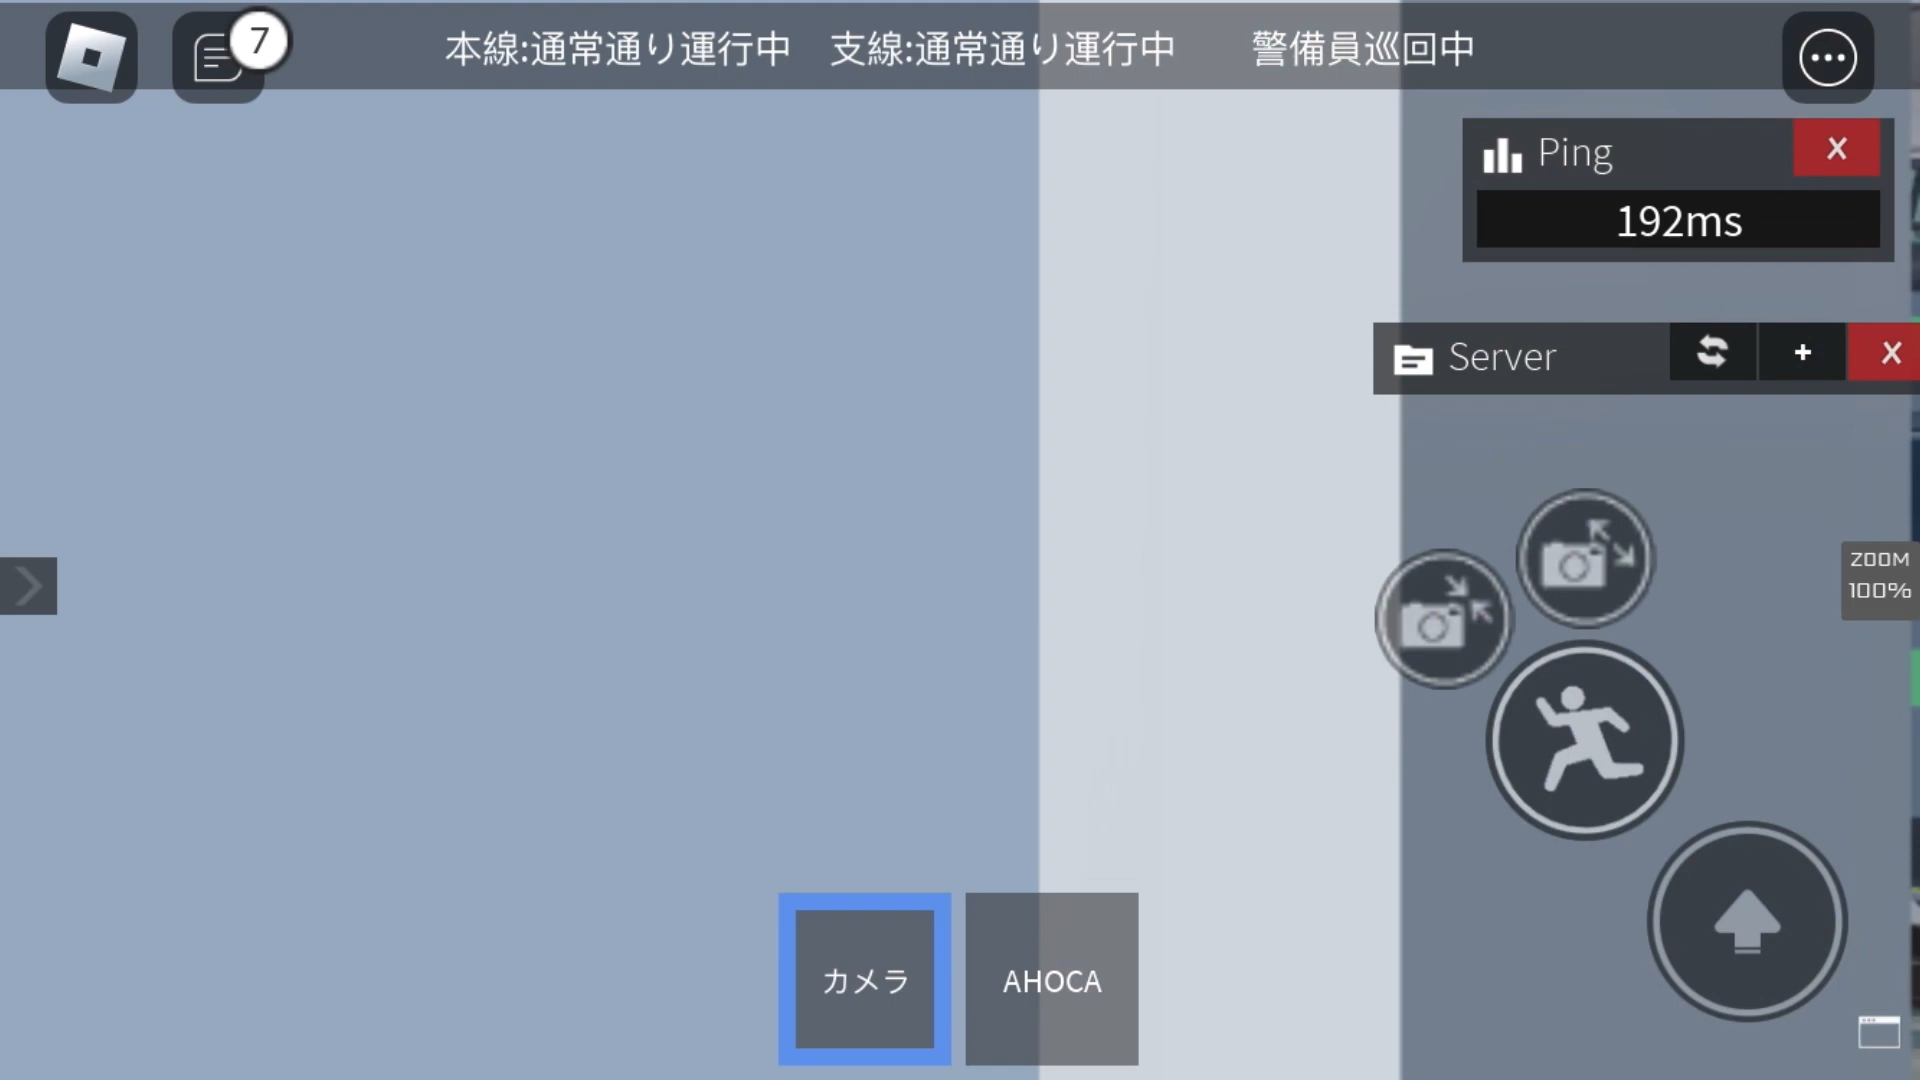 7
本線:通常通り運行中 支線:通常通り運行中 警備員巡回中
Ping
X
192ms
Server
+
X
ZOOM
100%
カメラ
AHOCA